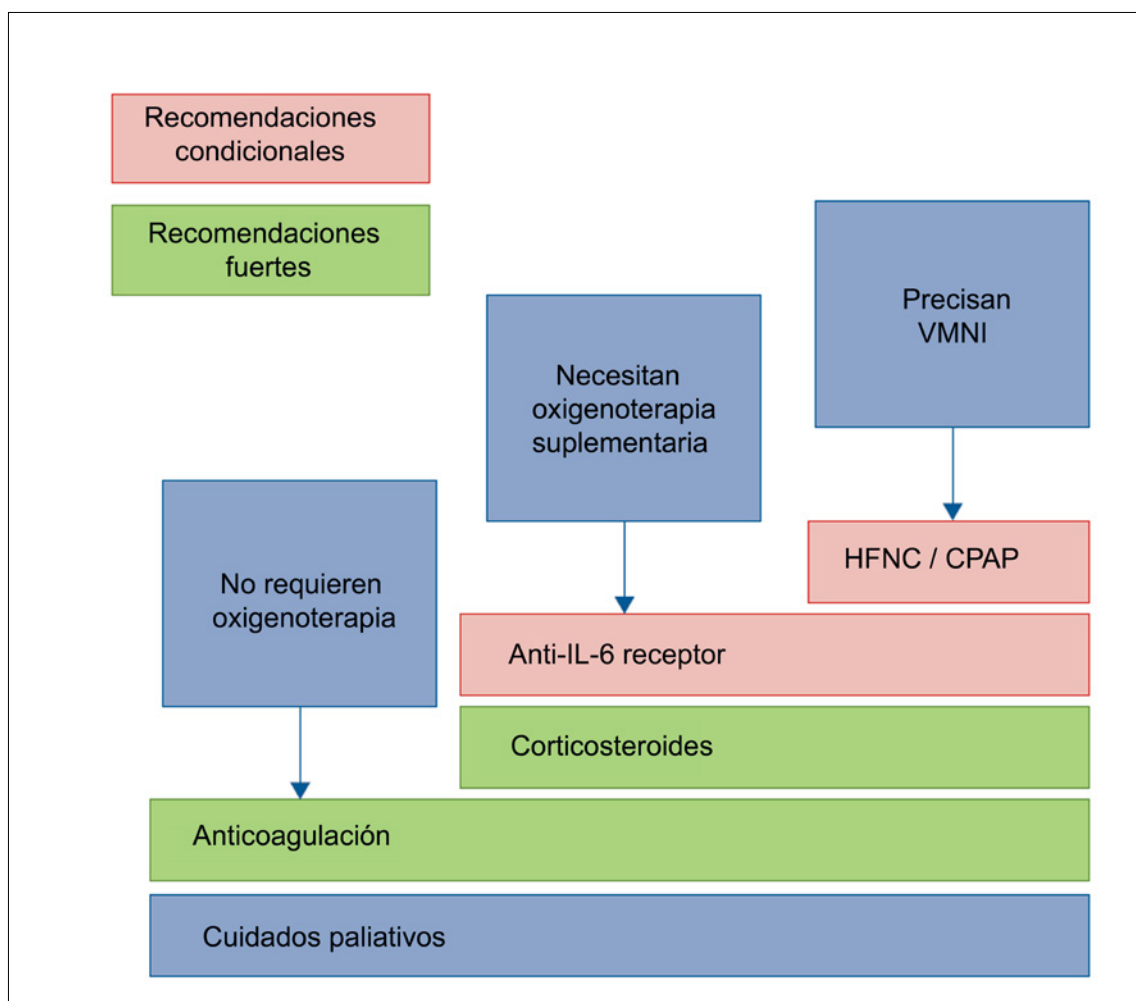 Recomendaciones
condicionales
Recomendaciones
fuertes
Precisan
VMNI
Necesitan
oxigenoterapia
suplementaria
No requieren
oxigenoterapia
HFNC / CPAP
Anti-IL-6 receptor
Corticosteroides
Anticoagulación
Cuidados paliativos